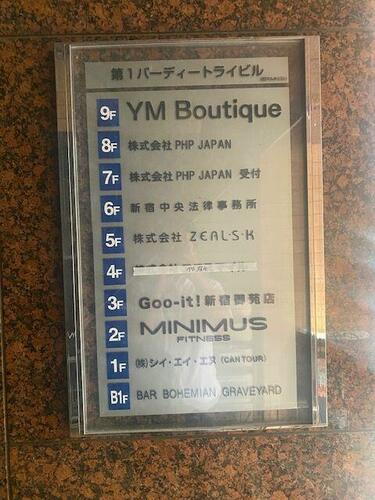 第1バーディートライビル
9F YM Boutique
8F 株式会社 PHP JAPAN
7F 株式会社 PHP JAPAN 受付
6F 新宿中央法律事務所
5F 株式会社 ZEAL・S・K
4F
3F Goo-it!新宿御苑店
2F MINIMUS
FITNESS
1F (株)シイ・エイ・エヌ (CANTOUR)
B1F BAR BOHEMIAN GRAVEYARD